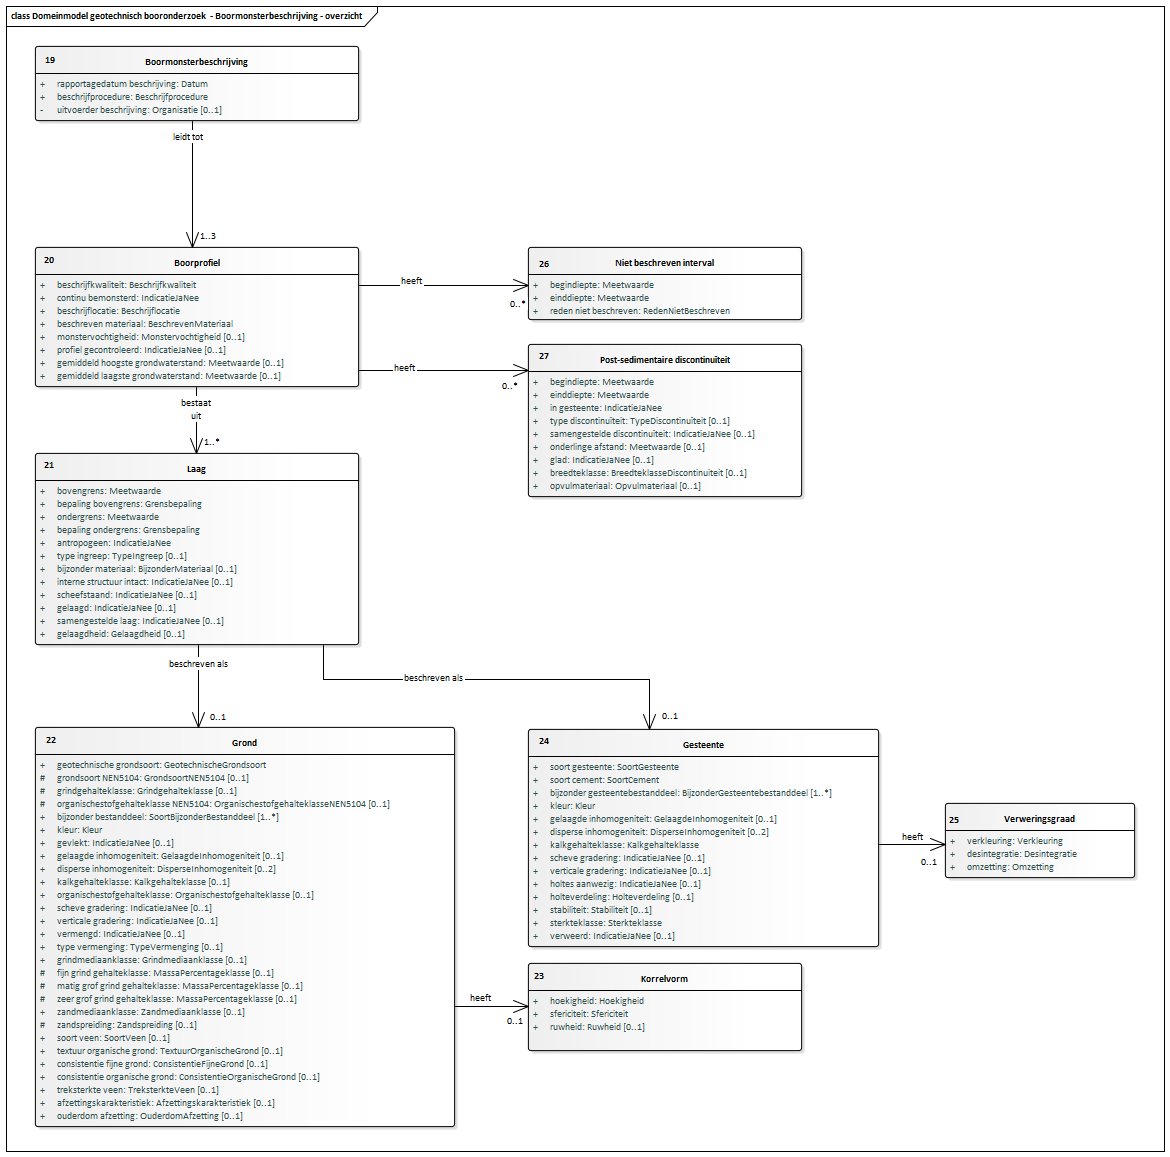 class Domeinmodel geotechnisch booronderzoek - Boormonsterbeschrijving - overzicht
19
Boormonsterbeschrijving
+ rapportagedatum beschrijving: Datum
+ beschrijfprocedure: Beschrijfprocedure
- uitvoerder beschrijving: Organisatie [0..1]
leidt tot
1..3
20
Boorprofiel
+ beschrijfkwaliteit: Beschrijfkwaliteit
+ continu bemonsterd: IndicatieJaNee
+ beschrijflocatie: Beschrijflocatie
+ beschreven materiaal: BeschrevenMateriaal
+ monstervochtigheid: Monstervochtigheid [0..1]
+ profiel gecontroleerd: IndicatieJaNee [0..1]
+ gemiddeld hoogste grondwaterstand: Meetwaarde [0..1]
+ gemiddeld laagste grondwaterstand: Meetwaarde [0..1]
heeft
0..*
26
Niet beschreven interval
+ begindiepte: Meetwaarde
+ einddiepte: Meetwaarde
+ reden niet beschreven: RedenNietBeschreven
heeft
0..*
27
Post-sedimentaire discontinuïteit
+ begindiepte: Meetwaarde
+ einddiepte: Meetwaarde
+ in gesteente: IndicatieJaNee
+ type discontinuïteit: TypeDiscontinuïteit [0..1]
+ samengestelde discontinuïteit: IndicatieJaNee [0..1]
+ onderlinge afstand: Meetwaarde [0..1]
+ glad: IndicatieJaNee [0..1]
+ breedteklasse: BreedteklasseDiscontinuïteit [0..1]
+ opvulmateriaal: Opvulmateriaal [0..1]
bestaat
uit
1..*
21
Laag
+ bovengrens: Meetwaarde
+ bepaling bovengrens: Grensbepaling
+ ondergrens: Meetwaarde
+ bepaling ondergrens: Grensbepaling
+ antropogeen: IndicatieJaNee
+ type ingreep: TypeIngreep [0..1]
+ bijzonder materiaal: BijzonderMateriaal [0..1]
+ interne structuur intact: IndicatieJaNee [0..1]
+ scheefstaand: IndicatieJaNee [0..1]
+ gelaagd: IndicatieJaNee [0..1]
+ samengestelde laag: IndicatieJaNee [0..1]
+ gelaagdheid: Gelaagdheid [0..1]
beschreven als
0..1
beschreven als
0..1
22
Grond
+ geotechnische grondsoort: GeotechnischeGrondsoort
# grondsoort NEN5104: GrondsoortNEN5104 [0..1]
# grindgehalteklasse: Grindgehalteklasse [0..1]
# organischestofgehalteklasse NEN5104: OrganischestofgehalteklasseNEN5104 [0..1]
+ bijzonder bestanddeel: SoortBijzonderBestanddeel [1..*]
+ kleur: Kleur
+ gevlekt: IndicatieJaNee [0..1]
+ gelaagde inhomogeniteit: GelaagdeInhomogeniteit [0..1]
+ disperse inhomogeniteit: DisperseInhomogeniteit [0..2]
+ kalkgehalteklasse: Kalkgehalteklasse [0..1]
+ organischestofgehalteklasse: Organischestofgehalteklasse [0..1]
+ scheve gradering: IndicatieJaNee [0..1]
+ verticale gradering: IndicatieJaNee [0..1]
+ vermengd: IndicatieJaNee [0..1]
+ type vermenging: TypeVermenging [0..1]
+ grindmediaanklasse: Grindmediaanklasse [0..1]
# fijn grind gehalteklasse: MassaPercentageklasse [0..1]
# matig grof grind gehalteklasse: MassaPercentageklasse [0..1]
# zeer grof grind gehalteklasse: MassaPercentageklasse [0..1]
+ zandmediaanklasse: Zandmediaanklasse [0..1]
# zandspreiding: Zandspreiding [0..1]
+ soort veen: SoortVeen [0..1]
+ textuur organische grond: TextuurOrganischeGrond [0..1]
+ consistentie fijne grond: ConsistentieFijneGrond [0..1]
+ consistentie organische grond: ConsistentieOrganischeGrond [0..1]
+ treksterkte veen: TreksterkteVeen [0..1]
+ afzettingskarakteristiek: Afzettingskarakteristiek [0..1]
+ ouderdom afzetting: OuderdomAfzetting [0..1]
24
Gesteente
+ soort gesteente: SoortGesteente
+ soort cement: SoortCement
+ bijzonder gesteentebestanddeel: BijzonderGesteentebestanddeel [1..*]
+ kleur: Kleur
+ gelaagde inhomogeniteit: GelaagdeInhomogeniteit [0..1]
+ disperse inhomogeniteit: DisperseInhomogeniteit [0..2]
+ kalkgehalteklasse: Kalkgehalteklasse
+ scheve gradering: IndicatieJaNee [0..1]
+ verticale gradering: IndicatieJaNee [0..1]
+ holtes aanwezig: IndicatieJaNee [0..1]
+ holteverdeling: Holteverdeling [0..1]
+ stabiliteit: Stabiliteit [0..1]
+ sterkteklasse: Sterkteklasse
+ verweerd: IndicatieJaNee [0..1]
heeft
0..1
25
Verweringsgraad
+ verkleuring: Verkleuring
+ desintegratie: Desintegratie
+ omzetting: Omzetting
heeft
0..1
23
Korrelvorm
+ hoekigheid: Hoekigheid
+ sfericiteit: Sfericiteit
+ ruwheid: Ruwheid [0..1]